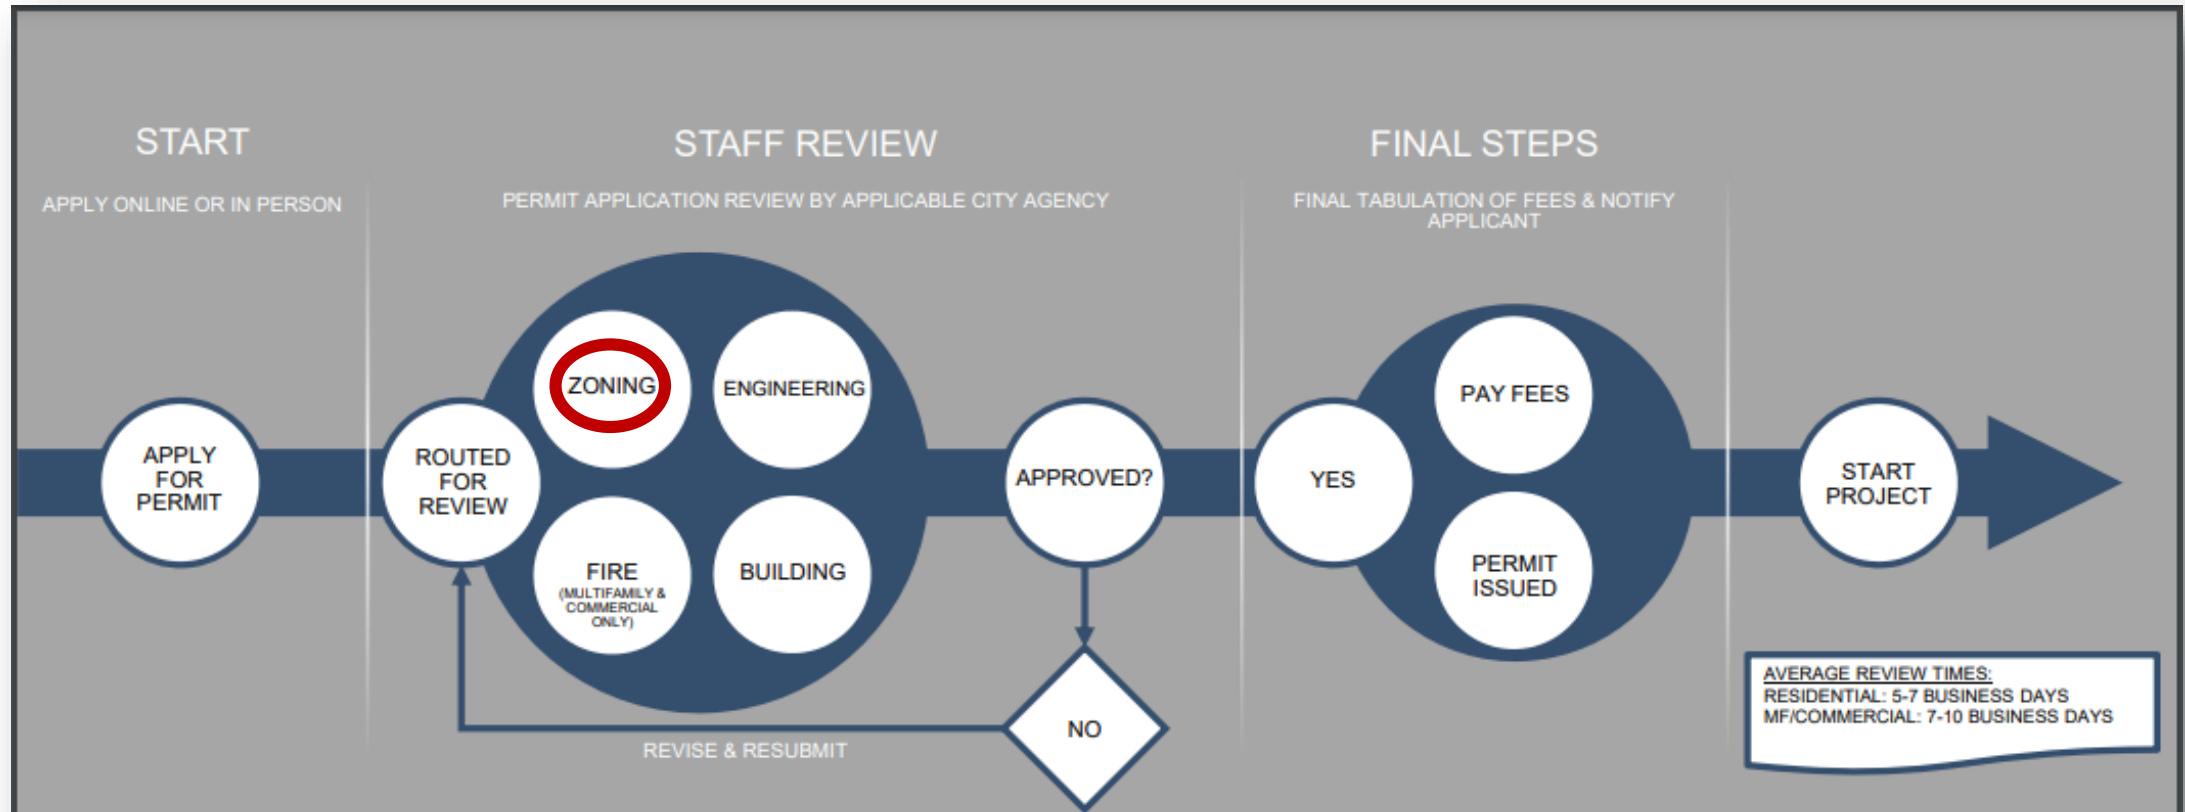 START
APPLY ONLINE OR IN PERSON
STAFF REVIEW
PERMIT APPLICATION REVIEW BY APPLICABLE CITY AGENCY
FINAL STEPS
FINAL TABULATION OF FEES & NOTIFY
APPLICANT
APPLY
FOR
PERMIT
ROUTED
FOR
REVIEW
ZONING
ENGINEERING
FIRE
(MULTIFAMILY &
COMMERCIAL
ONLY)
BUILDING
APPROVED?
NO
REVISE & RESUBMIT
YES
PAY FEES
PERMIT
ISSUED
START
PROJECT
AVERAGE REVIEW TIMES:
RESIDENTIAL: 5-7 BUSINESS DAYS
MF/COMMERCIAL: 7-10 BUSINESS DAYS